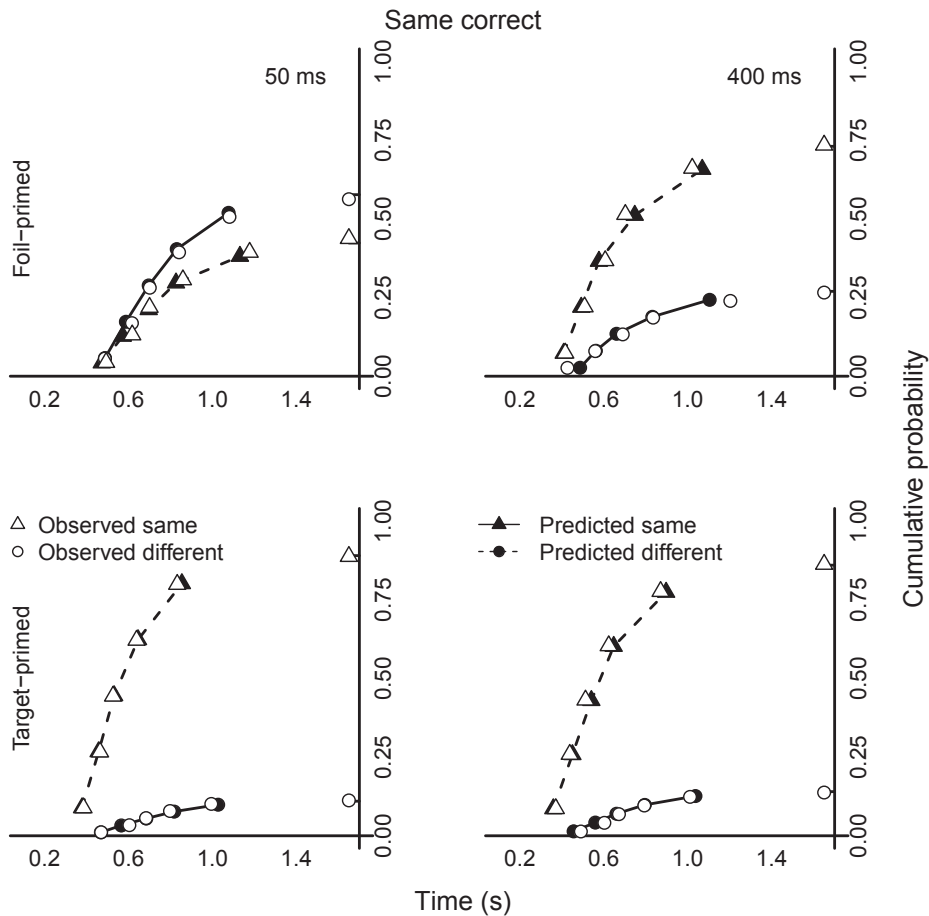 Same correct
50 ms
400 ms
Foil−primed
0.00 0.25 0.50 0.75 1.00
0.00 0.25 0.50 0.75 1.00
0.2 0.6 1.0 1.4
0.2 0.6 1.0 1.4
Cumulative probability
Observed same
Observed different
Predicted same
Predicted different
Target−primed
0.00 0.25 0.50 0.75 1.00
0.00 0.25 0.50 0.75 1.00
0.2 0.6 1.0 1.4
0.2 0.6 1.0 1.4
Time (s)